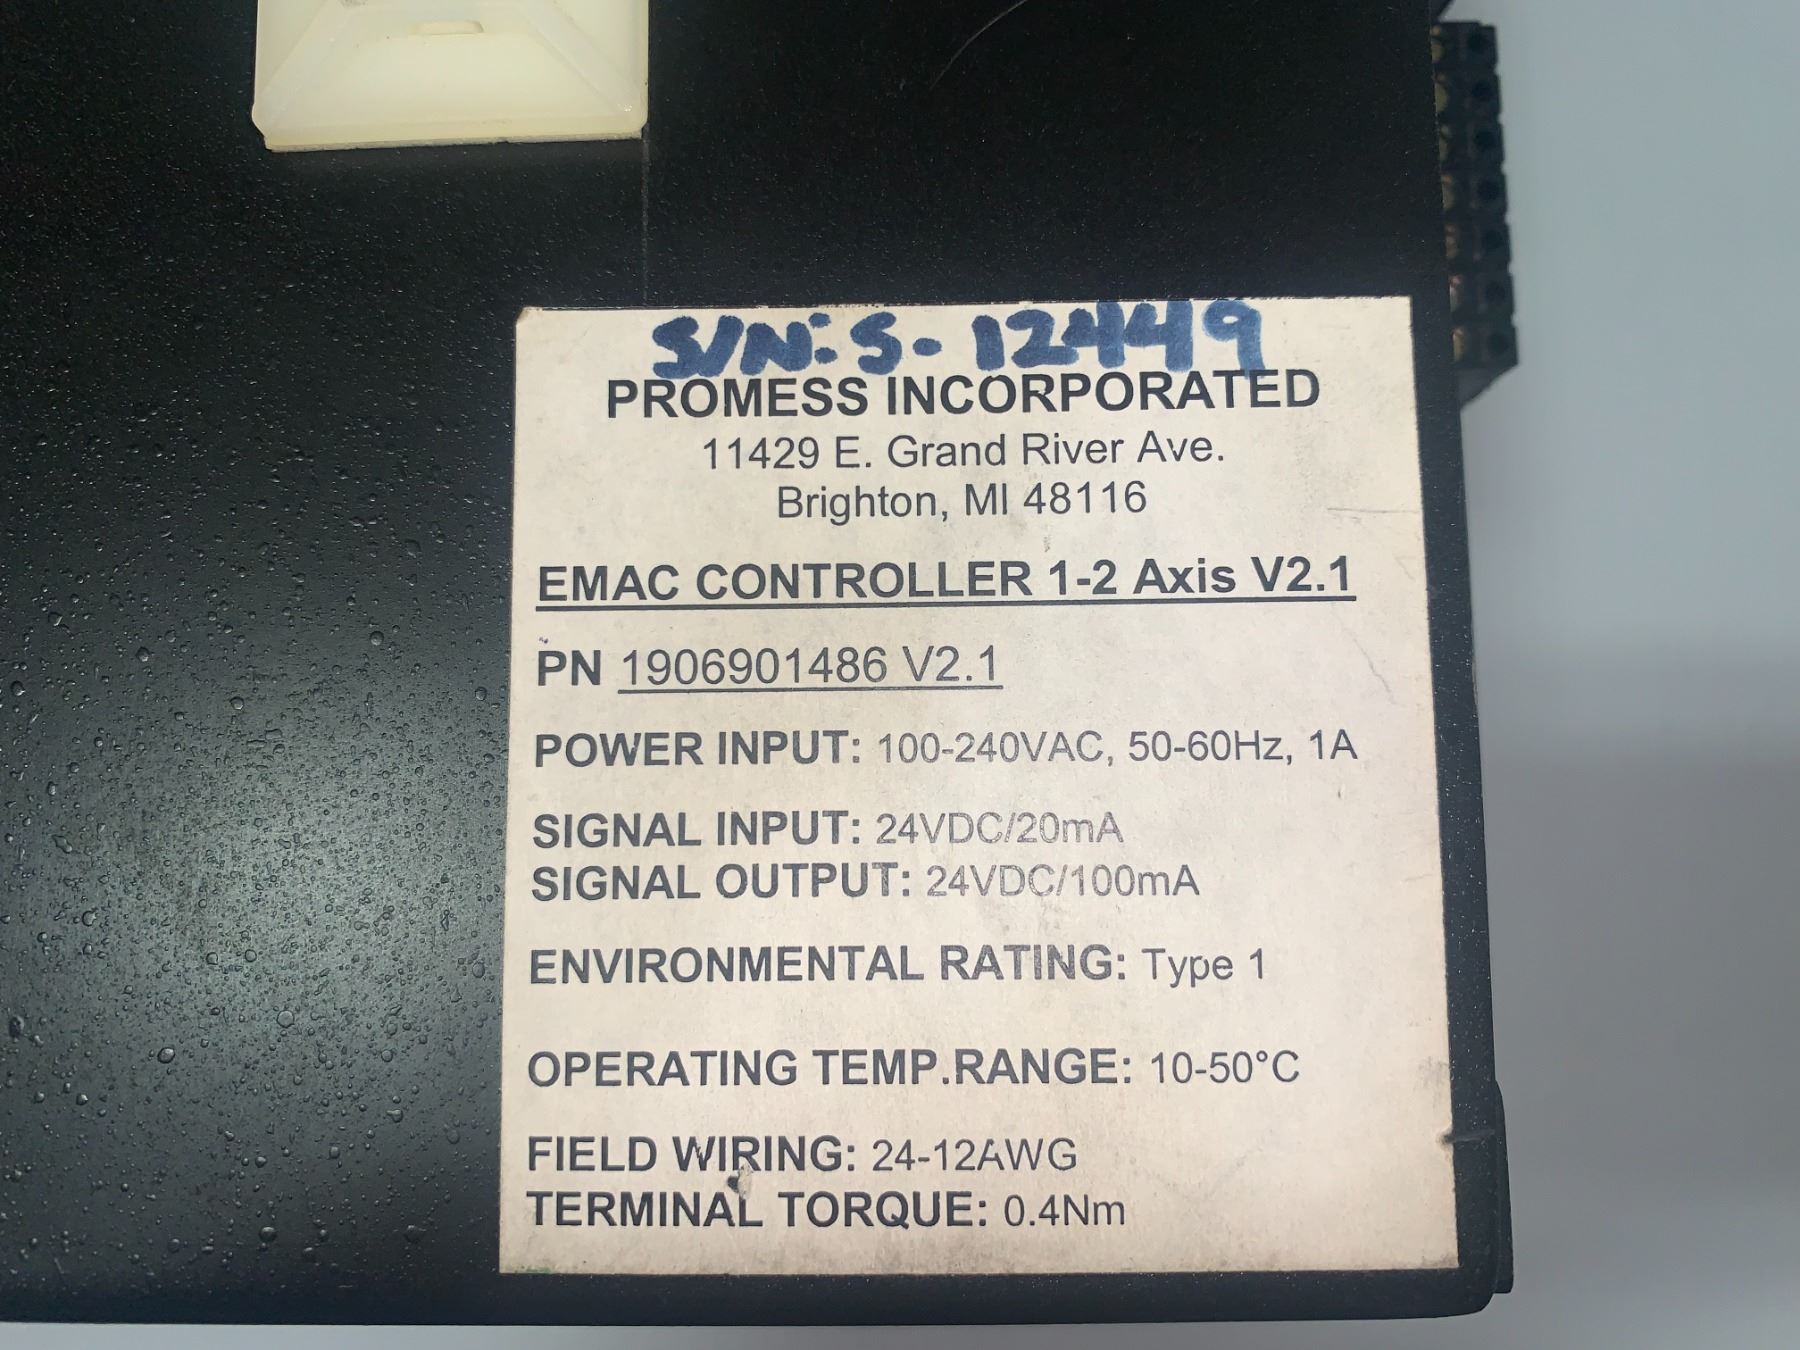 S/N: S-12449
PROMESS INCORPORATED
11429 E. Grand River Ave.
Brighton, MI 48116
EMAC CONTROLLER 1-2 Axis V2.1
PN 1906901486 V2.1
POWER INPUT: 100-240VAC, 50-60Hz, 1A
SIGNAL INPUT: 24VDC/20mA
SIGNAL OUTPUT: 24VDC/100mA
ENVIRONMENTAL RATING: Type 1
OPERATING TEMP.RANGE: 10-50°C
FIELD WIRING: 24-12AWG
TERMINAL TORQUE: 0.4Nm